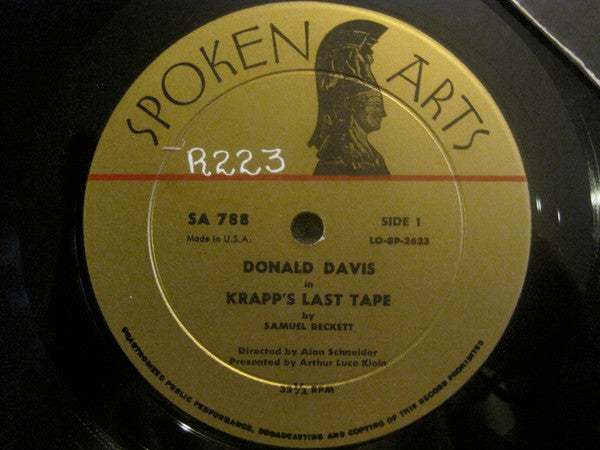 SPOKEN ARTS
R223
SA 788 SIDE 1
Made in U.S.A. LO-8P-2623
DONALD DAVIS
in
KRAPP'S LAST TAPE
by
SAMUEL BECKETT
Directed by Alan Schneider
Presented by Arthur Luce Klein
33⅓ RPM
UNAUTHORIZED PUBLIC PERFORMANCE, BROADCASTING AND COPYING OF THIS RECORD PROHIBITED